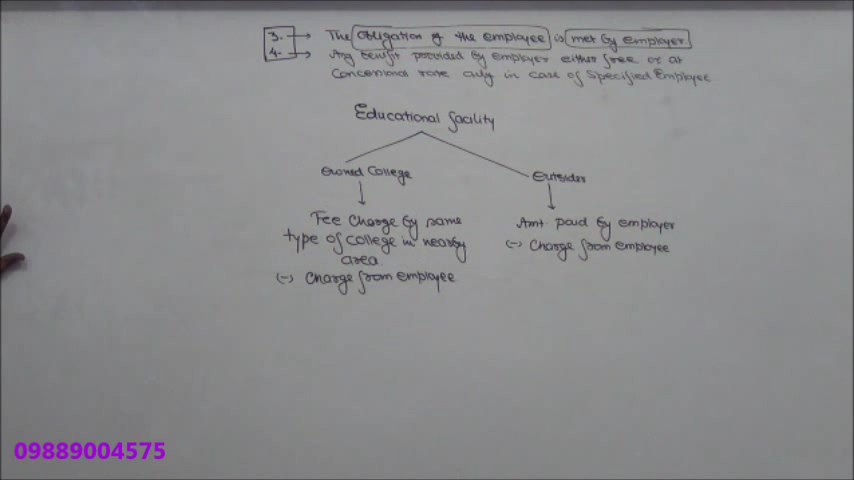 3. → The obligation of the employee is met by employer.
4. → Any benefit provided by employer either free or at
concessional rate only in case of Specified Employee
Educational facility
Owned College
Outsider
Fee charge by same
type of college in nearby
area
(-) Charge from employee
Amt paid by employer
(-) Charge from employee
09889004575